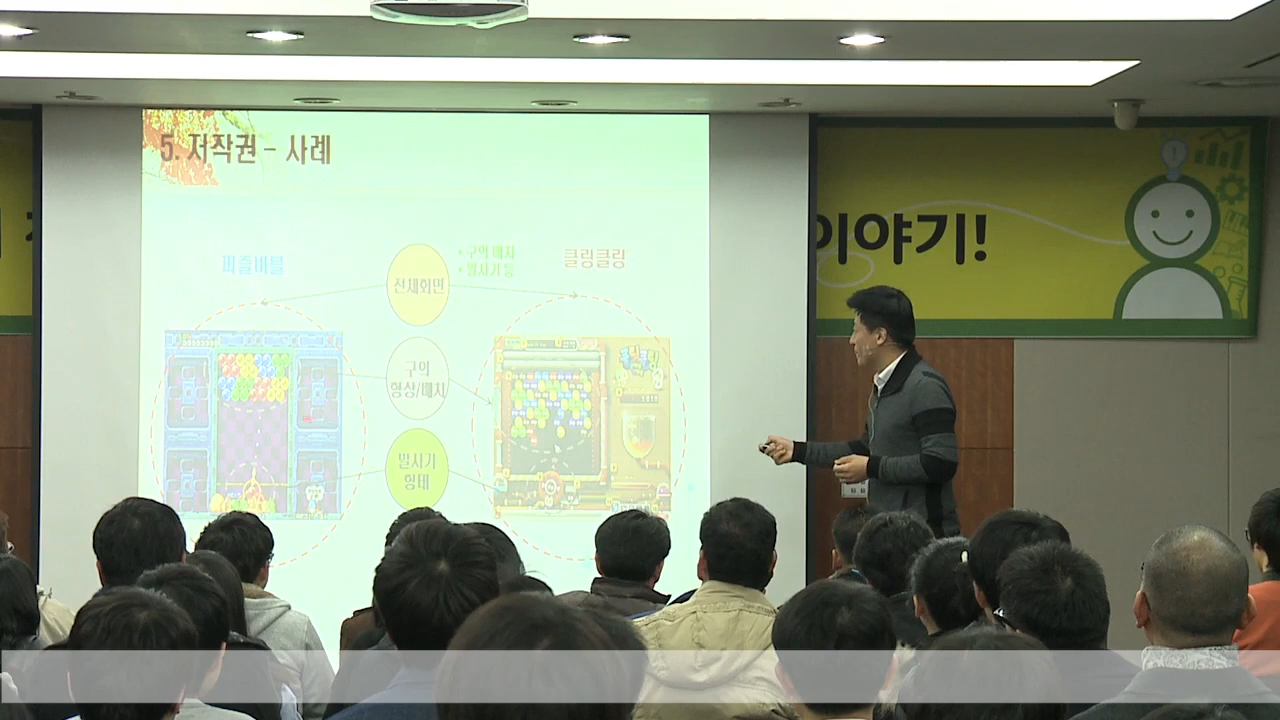 5. 저작권 - 사례
이야기!
퍼즐버블
전체화면
• 구의 배치
• 발사기 등
클링클링
구의
형상/배치
발사기
형태